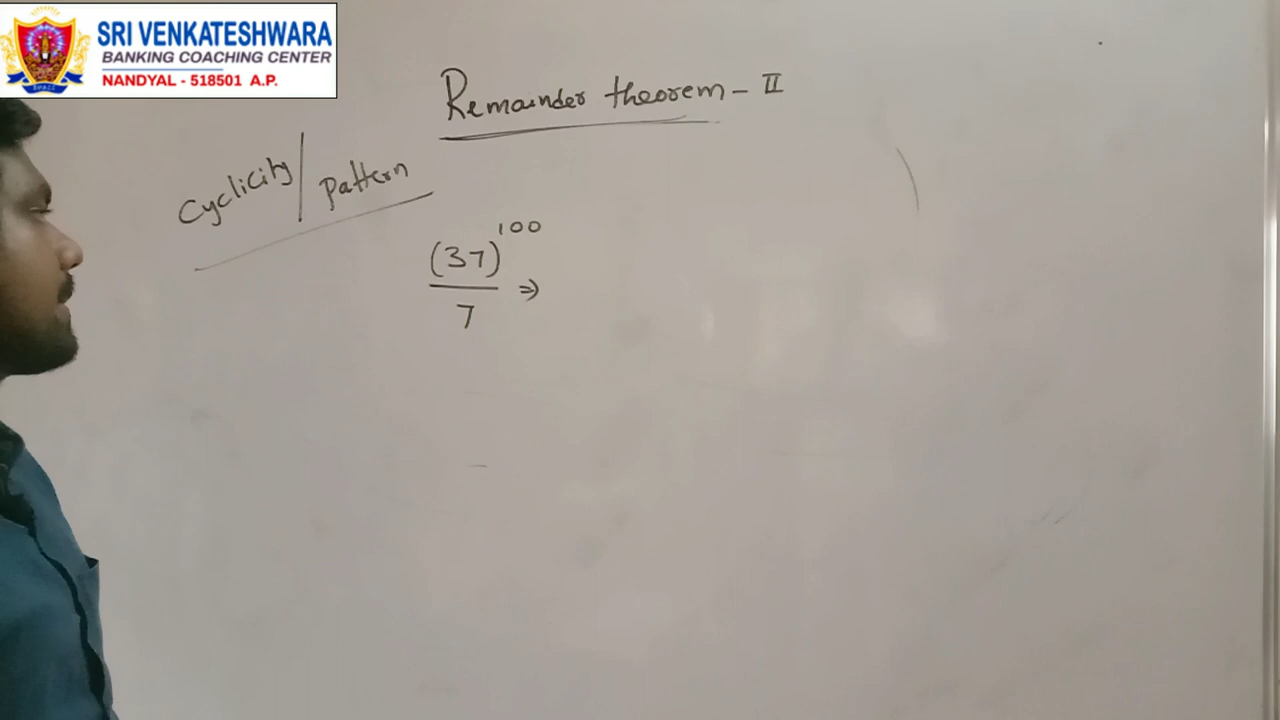 SRI VENKATESHWARA
BANKING COACHING CENTER
NANDYAL - 518501 A.P.
Remainder theorem - II
Cyclicity / Pattern
(37)^100
7 ⇒